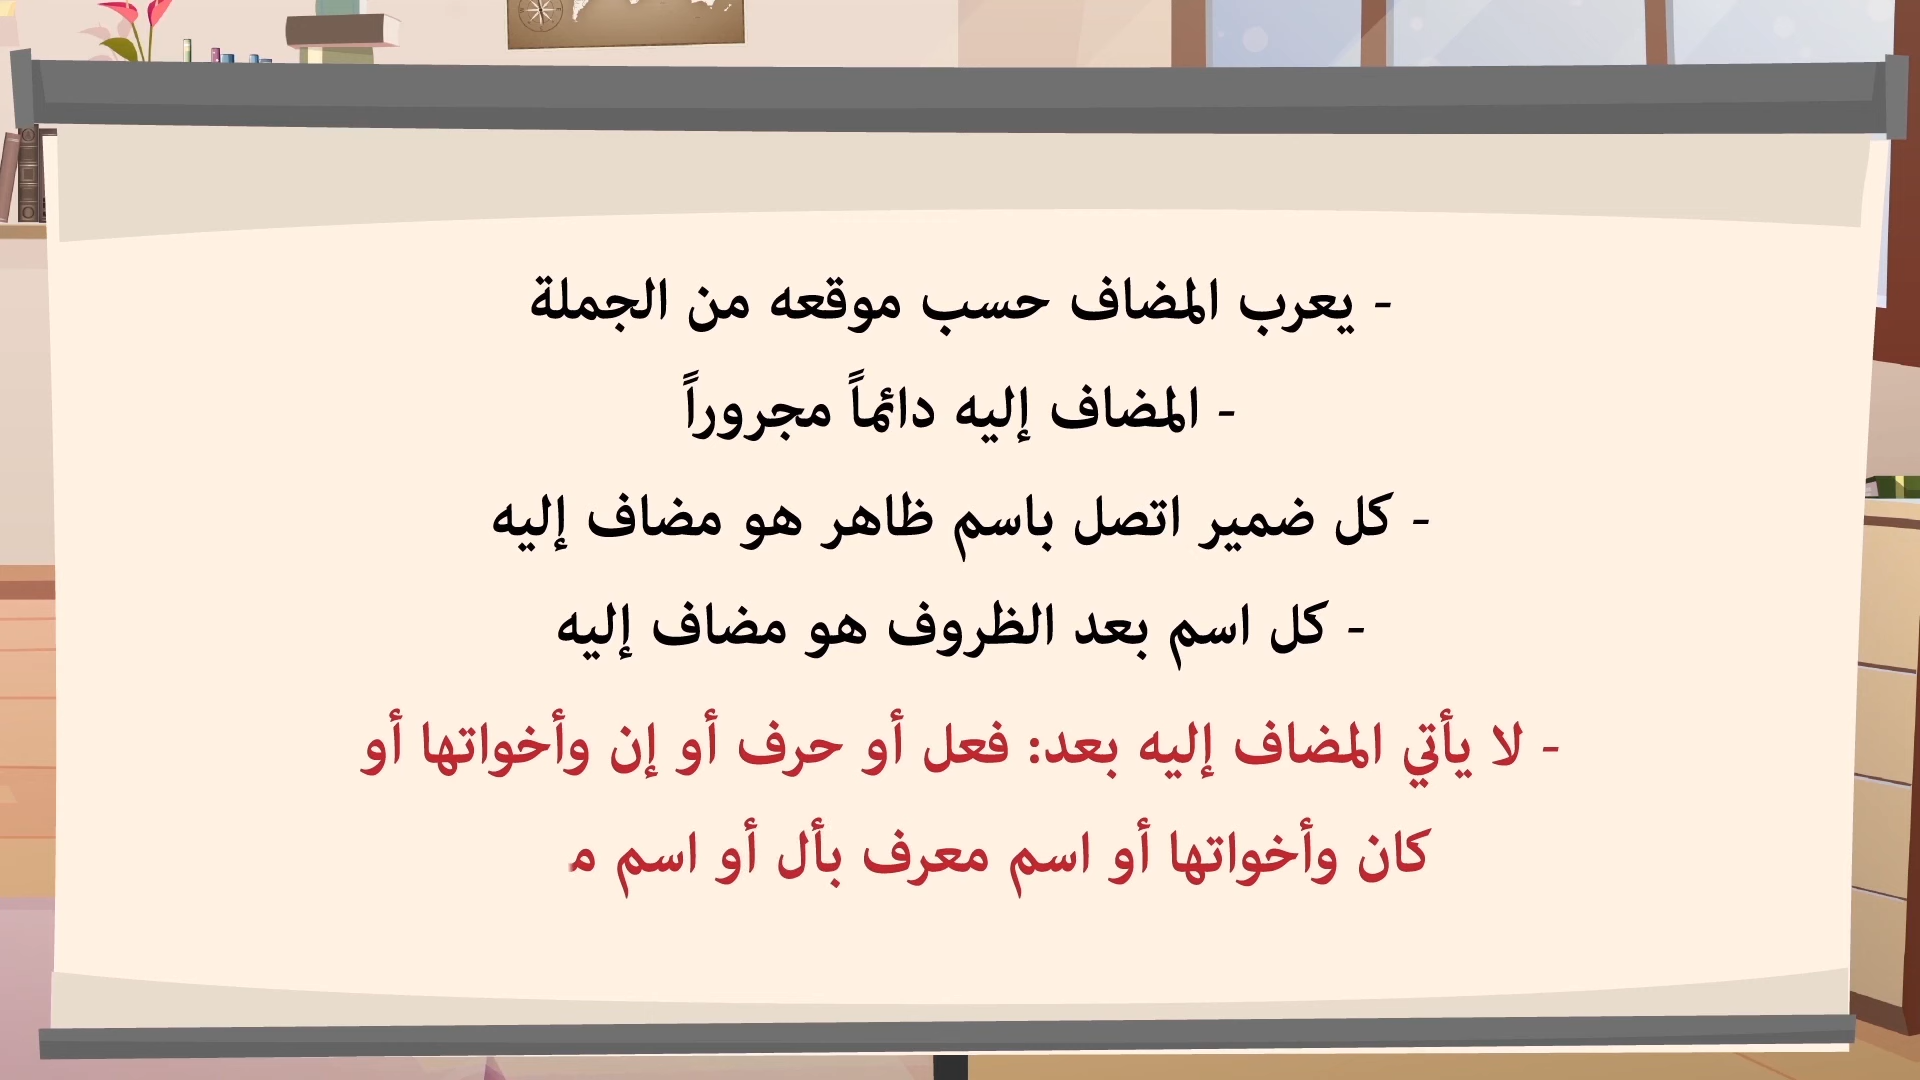 - يعرب المضاف حسب موقعه من الجملة
- المضاف إليه دائماً مجروراً
- كل ضمير اتصل باسم ظاهر هو مضاف إليه
- كل اسم بعد الظروف هو مضاف إليه
- لا يأتي المضاف إليه بعد: فعل أو حرف أو إن وأخواتها أو
كان وأخواتها أو اسم معرف بأل أو اسم